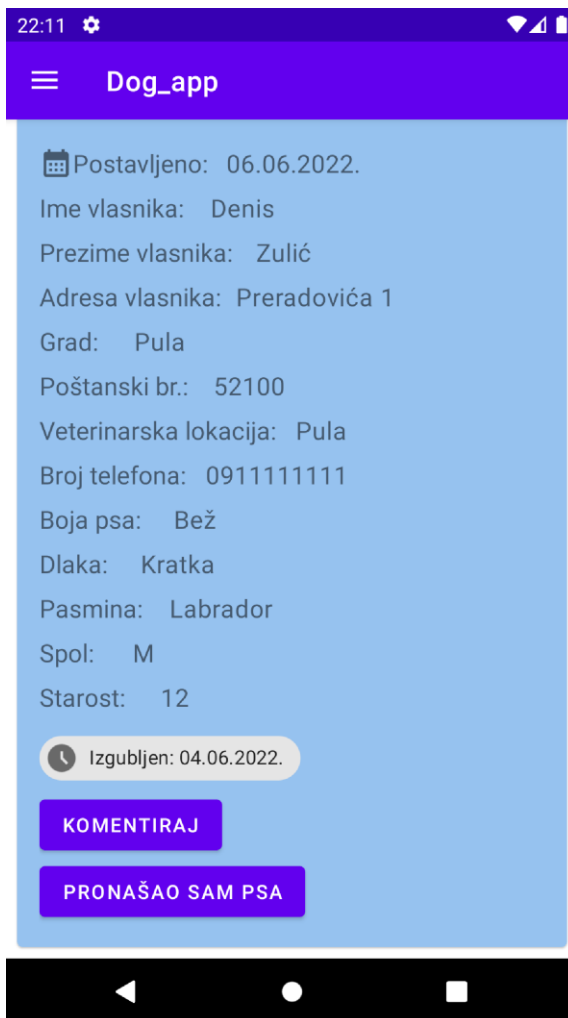 22:11
Dog_app
Postavljeno: 06.06.2022.
Ime vlasnika: Denis
Prezime vlasnika: Zulić
Adresa vlasnika: Preradovića 1
Grad: Pula
Poštanski br.: 52100
Veterinarska lokacija: Pula
Broj telefona: 0911111111
Boja psa: Bež
Dlaka: Kratka
Pasmina: Labrador
Spol: M
Starost: 12
Izgubljen: 04.06.2022.
KOMENTIRAJ
PRONAŠAO SAM PSA